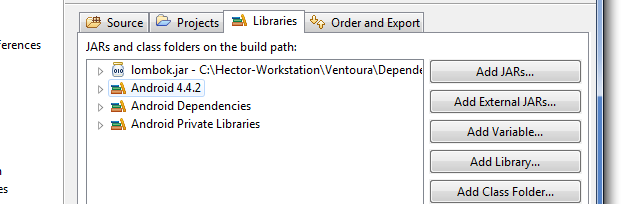 Source Projects Libraries Order and Export
ferences
JARs and class folders on the build path:
lombok.jar - C:\Hector-Workstation\Ventoura\Depende
Android 4.4.2
Android Dependencies
Android Private Libraries
Add JARs...
Add External JARs...
Add Variable...
Add Library...
Add Class Folder...
es